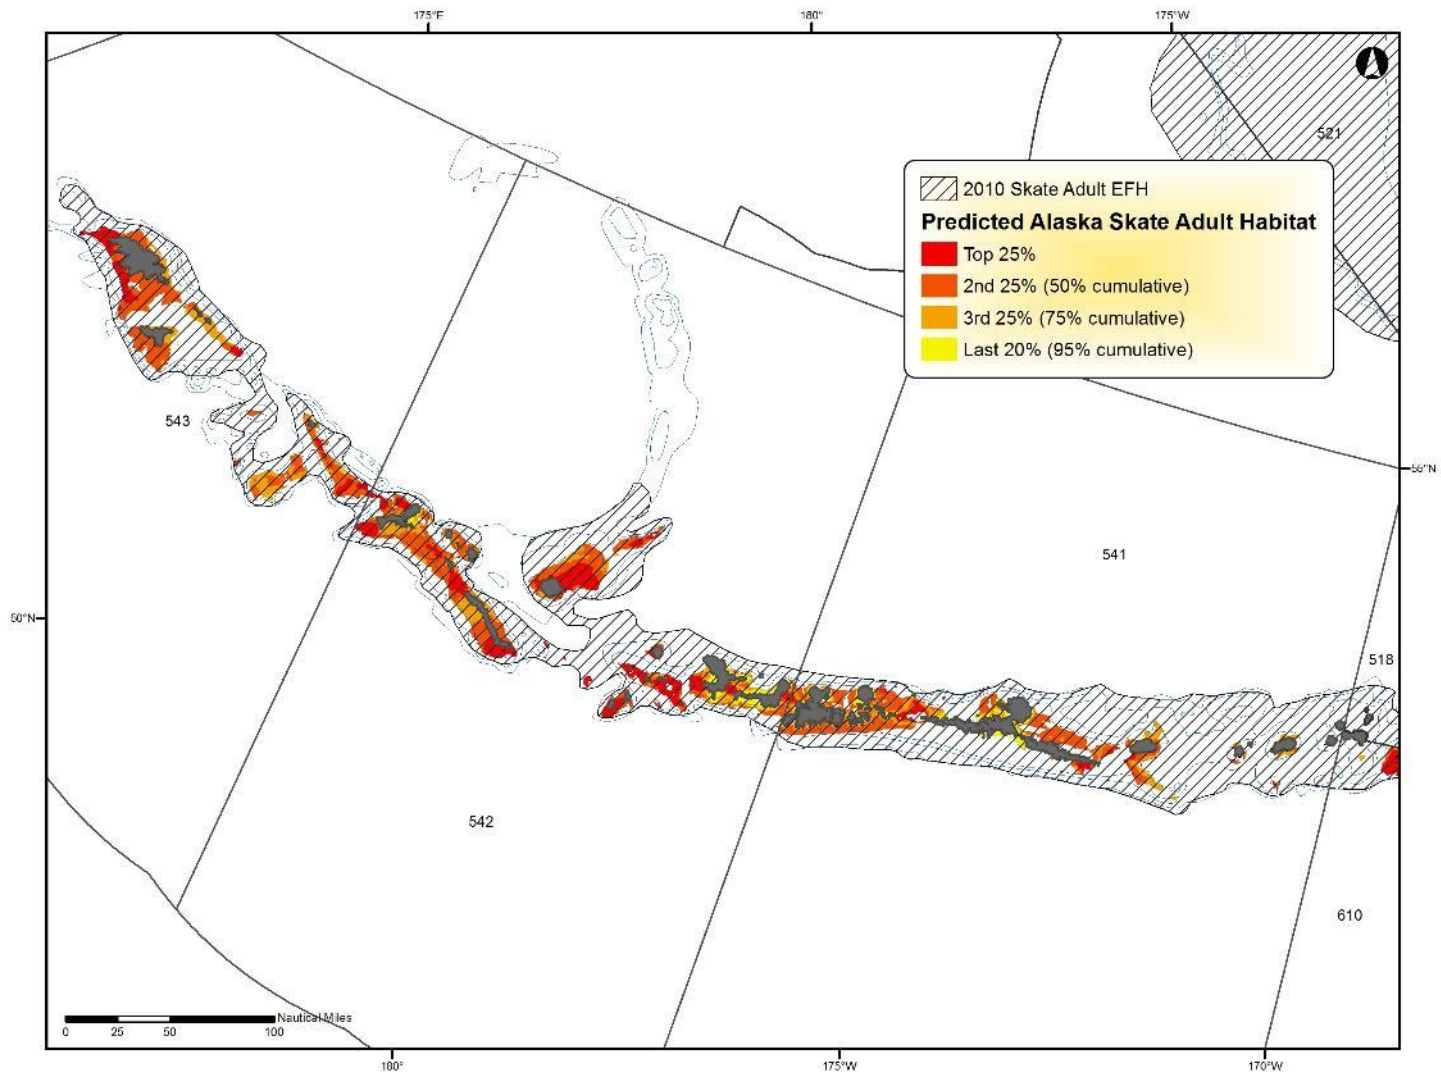 175°E
180°
175°W
521
2010 Skate Adult EFH
Predicted Alaska Skate Adult Habitat
Top 25%
2nd 25% (50% cumulative)
3rd 25% (75% cumulative)
Last 20% (95% cumulative)
543
55°N
541
50°N
518
542
610
Nautical Miles
0 25 50 100
180°
175°W
170°W